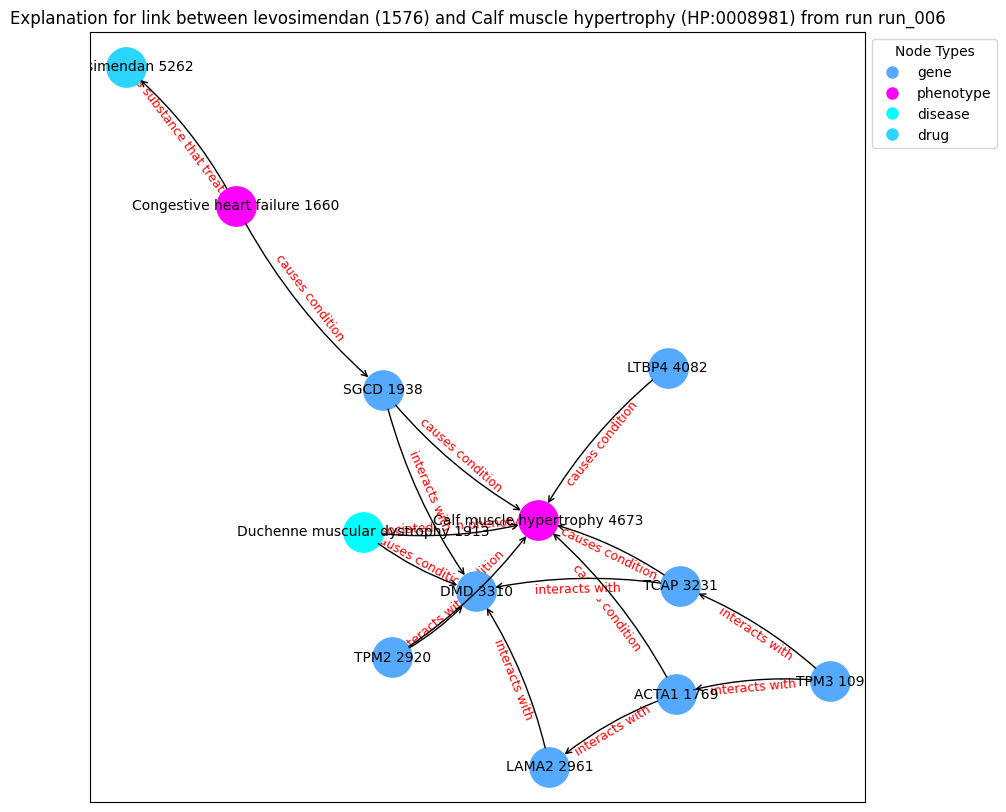 Explanation for link between levosimendan (1576) and Calf muscle hypertrophy (HP:0008981) from run run_006
Node Types
gene
phenotype
disease
drug
simendan 5262
substance that treat
Congestive heart failure 1660
causes condition
SGCD 1938
LTBP4 4082
causes condition
causes condition
interacts with
Calf muscle hypertrophy 4673
Duchenne muscular dystrophy 1913
causes condition
causes condition
DMD 3310
interacts with
TCAP 3231
condition
interacts with
TPM2 2920
interacts with
interacts with
TPM3 109
interacts with
ACTA1 1769
interacts with
LAMA2 2961